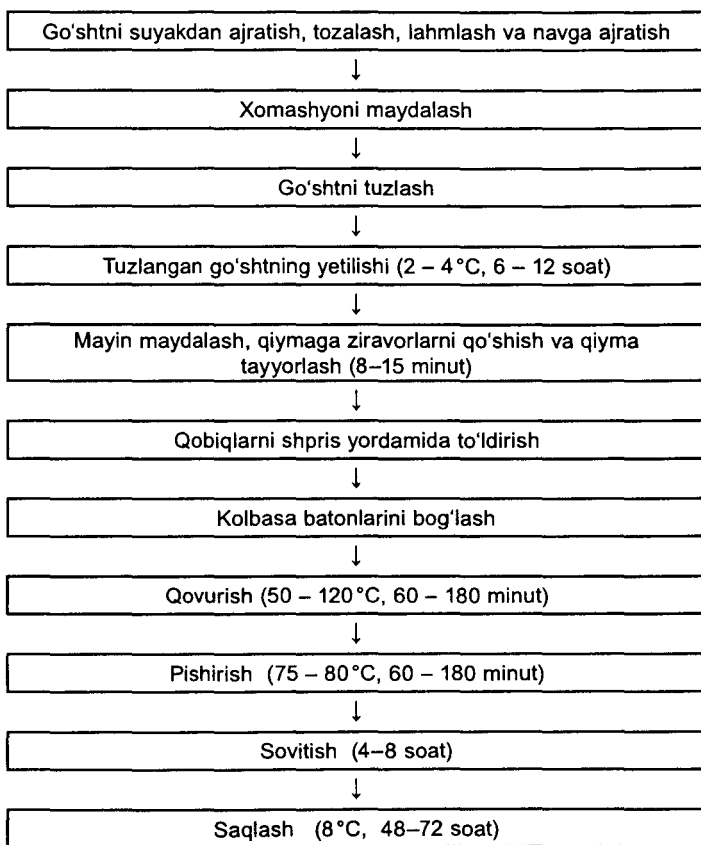 Go‘shtni suyakdan ajratish, tozalash, lahmlash va navga ajratish
↓
Xomashyoni maydalash
↓
Go‘shtni tuzlash
↓
Tuzlangan go‘shtning yetilishi (2 – 4°C, 6 – 12 soat)
↓
Mayin maydalash, qiymaga ziravorlarni qo‘shish va qiyma
tayyorlash (8–15 minut)
↓
Qobiqlarni shpris yordamida to‘ldirish
↓
Kolbasa batonlarini bog‘lash
↓
Qovurish (50 – 120°C, 60 – 180 minut)
↓
Pishirish (75 – 80°C, 60 – 180 minut)
↓
Sovitish (4–8 soat)
↓
Saqlash (8°C, 48–72 soat)